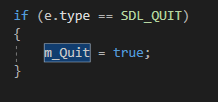 if (e.type == SDL_QUIT)
{
m_Quit = true;
}